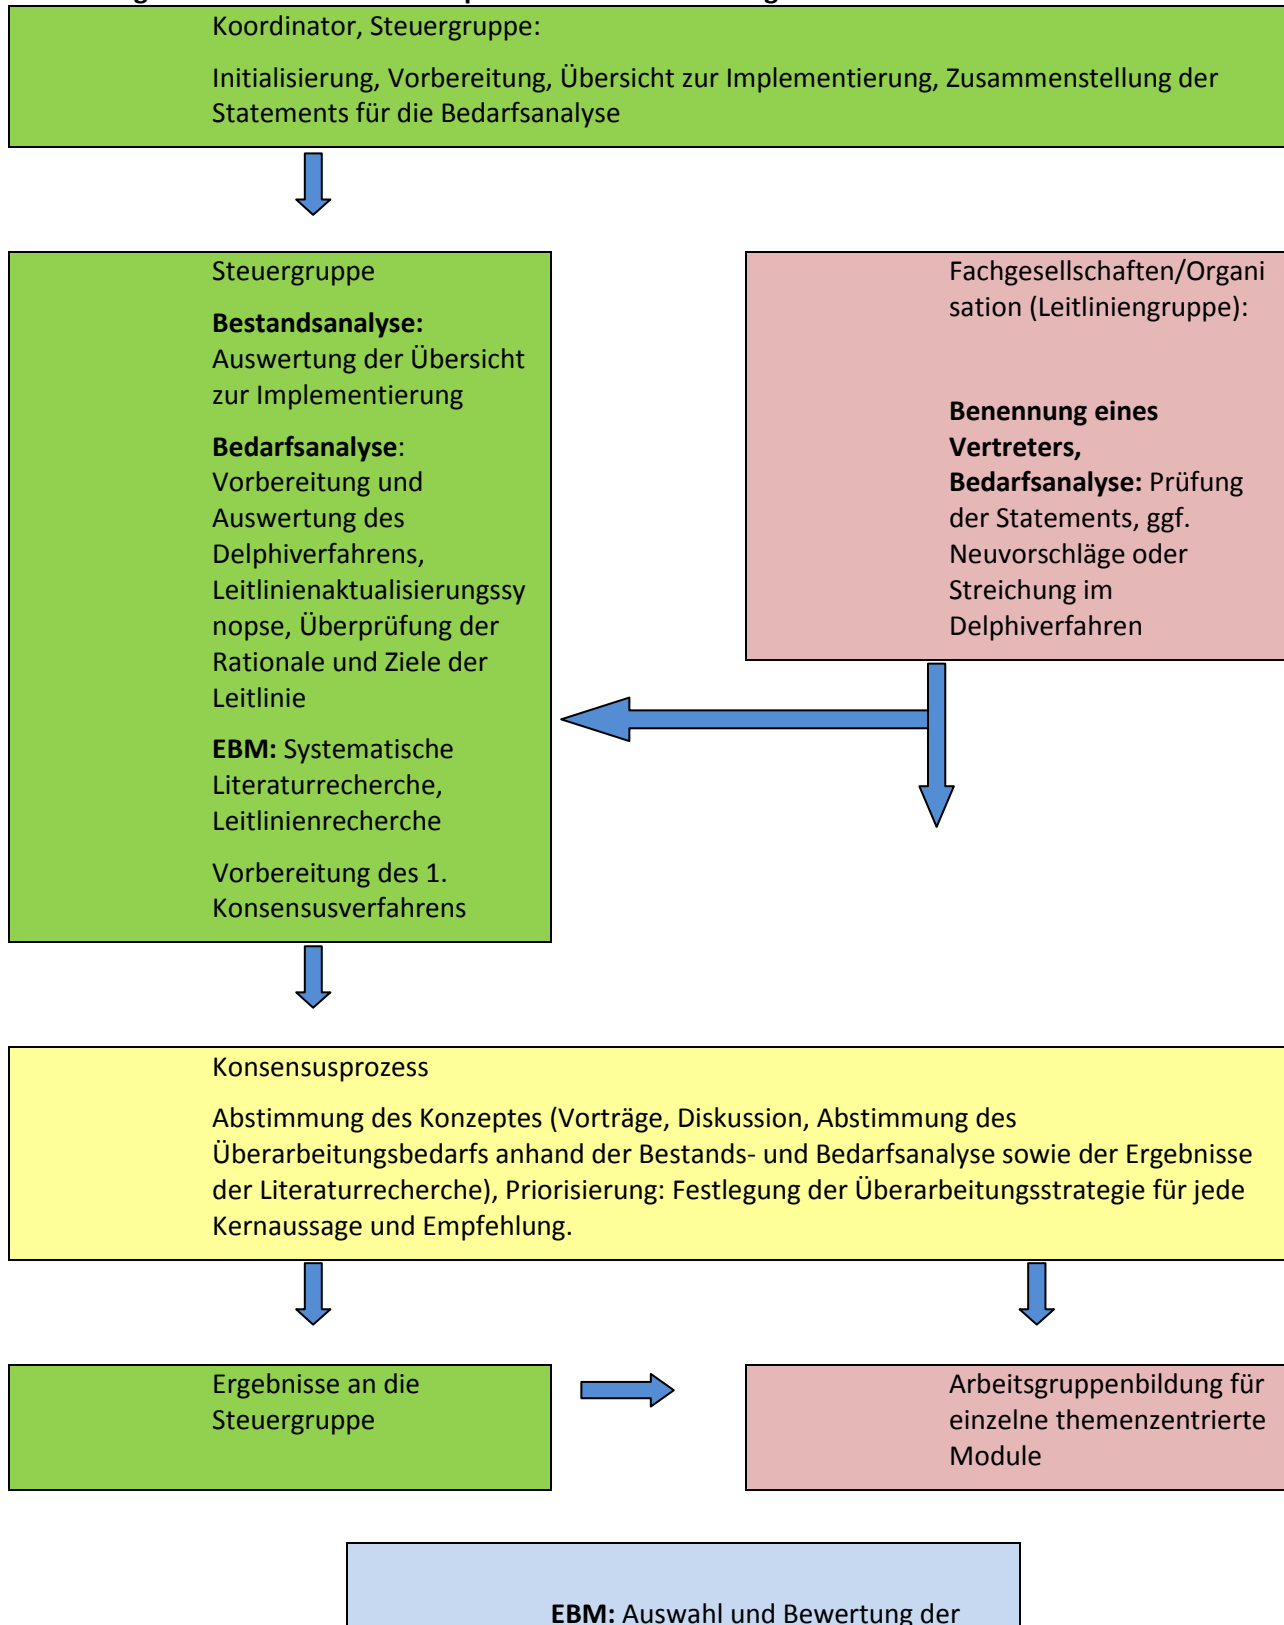 Koordinator, Steuergruppe:
Initialisierung, Vorbereitung, Übersicht zur Implementierung, Zusammenstellung der
Statements für die Bedarfsanalyse
Steuergruppe
Bestandsanalyse:
Auswertung der Übersicht
zur Implementierung
Bedarfsanalyse:
Vorbereitung und
Auswertung des
Delphiverfahrens,
Leitlinienaktualisierungssy
nopse, Überprüfung der
Rationale und Ziele der
Leitlinie
EBM: Systematische
Literaturrecherche,
Leitlinienrecherche
Vorbereitung des 1.
Konsensusverfahrens
Fachgesellschaften/Organi
sation (Leitliniengruppe):
Benennung eines
Vertreters,
Bedarfsanalyse: Prüfung
der Statements, ggf.
Neuvorschläge oder
Streichung im
Delphiverfahren
Konsensusprozess
Abstimmung des Konzeptes (Vorträge, Diskussion, Abstimmung des
Überarbeitungsbedarfs anhand der Bestands- und Bedarfsanalyse sowie der Ergebnisse
der Literaturrecherche), Priorisierung: Festlegung der Überarbeitungsstrategie für jede
Kernaussage und Empfehlung.
Ergebnisse an die
Steuergruppe
Arbeitsgruppenbildung für
einzelne themenzentrierte
Module
EBM: Auswahl und Bewertung der